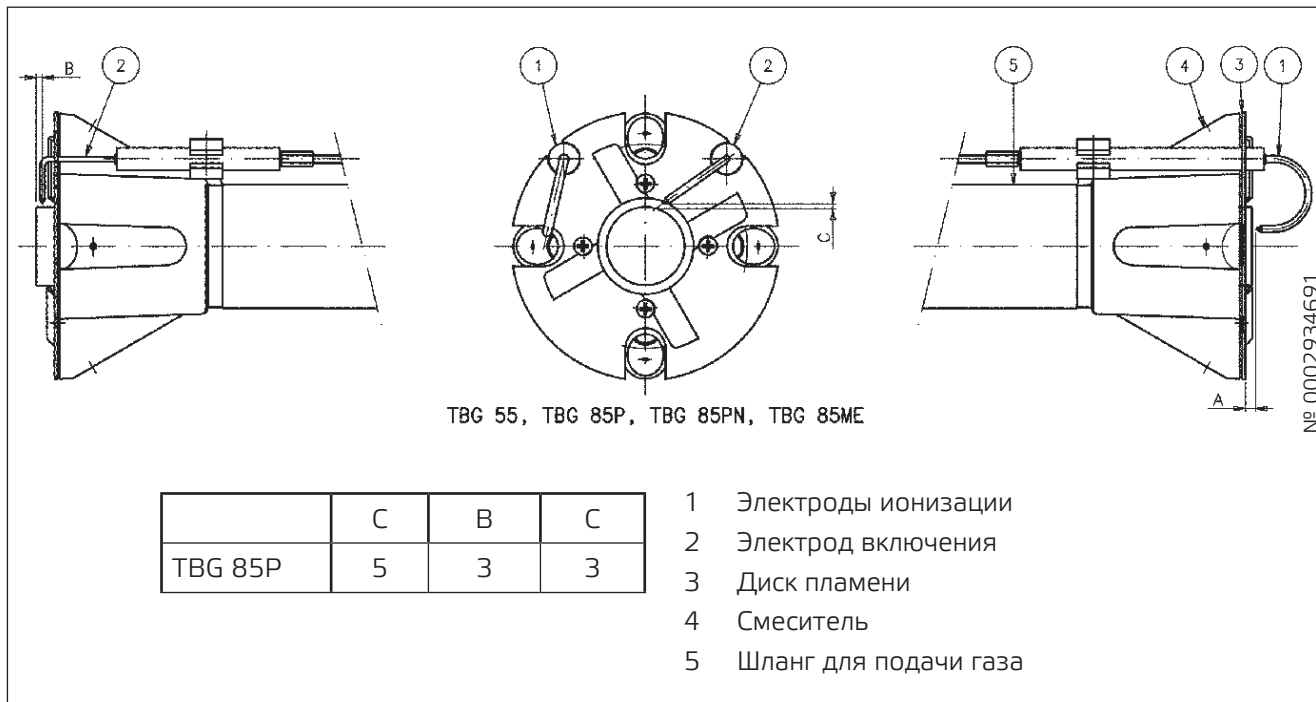 B 2 1 2 5 4 3 1
C
A
№ 0002934691
TBG 55, TBG 85P, TBG 85PN, TBG 85ME
C B C
TBG 85P 5 3 3
1 Электроды ионизации
2 Электрод включения
3 Диск пламени
4 Смеситель
5 Шланг для подачи газа